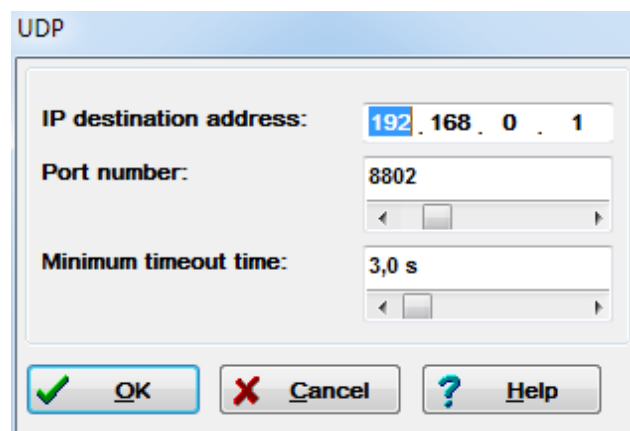 UDP
IP destination address: 192 . 168 . 0 . 1
Port number: 8802
Minimum timeout time: 3,0 s
OK Cancel Help